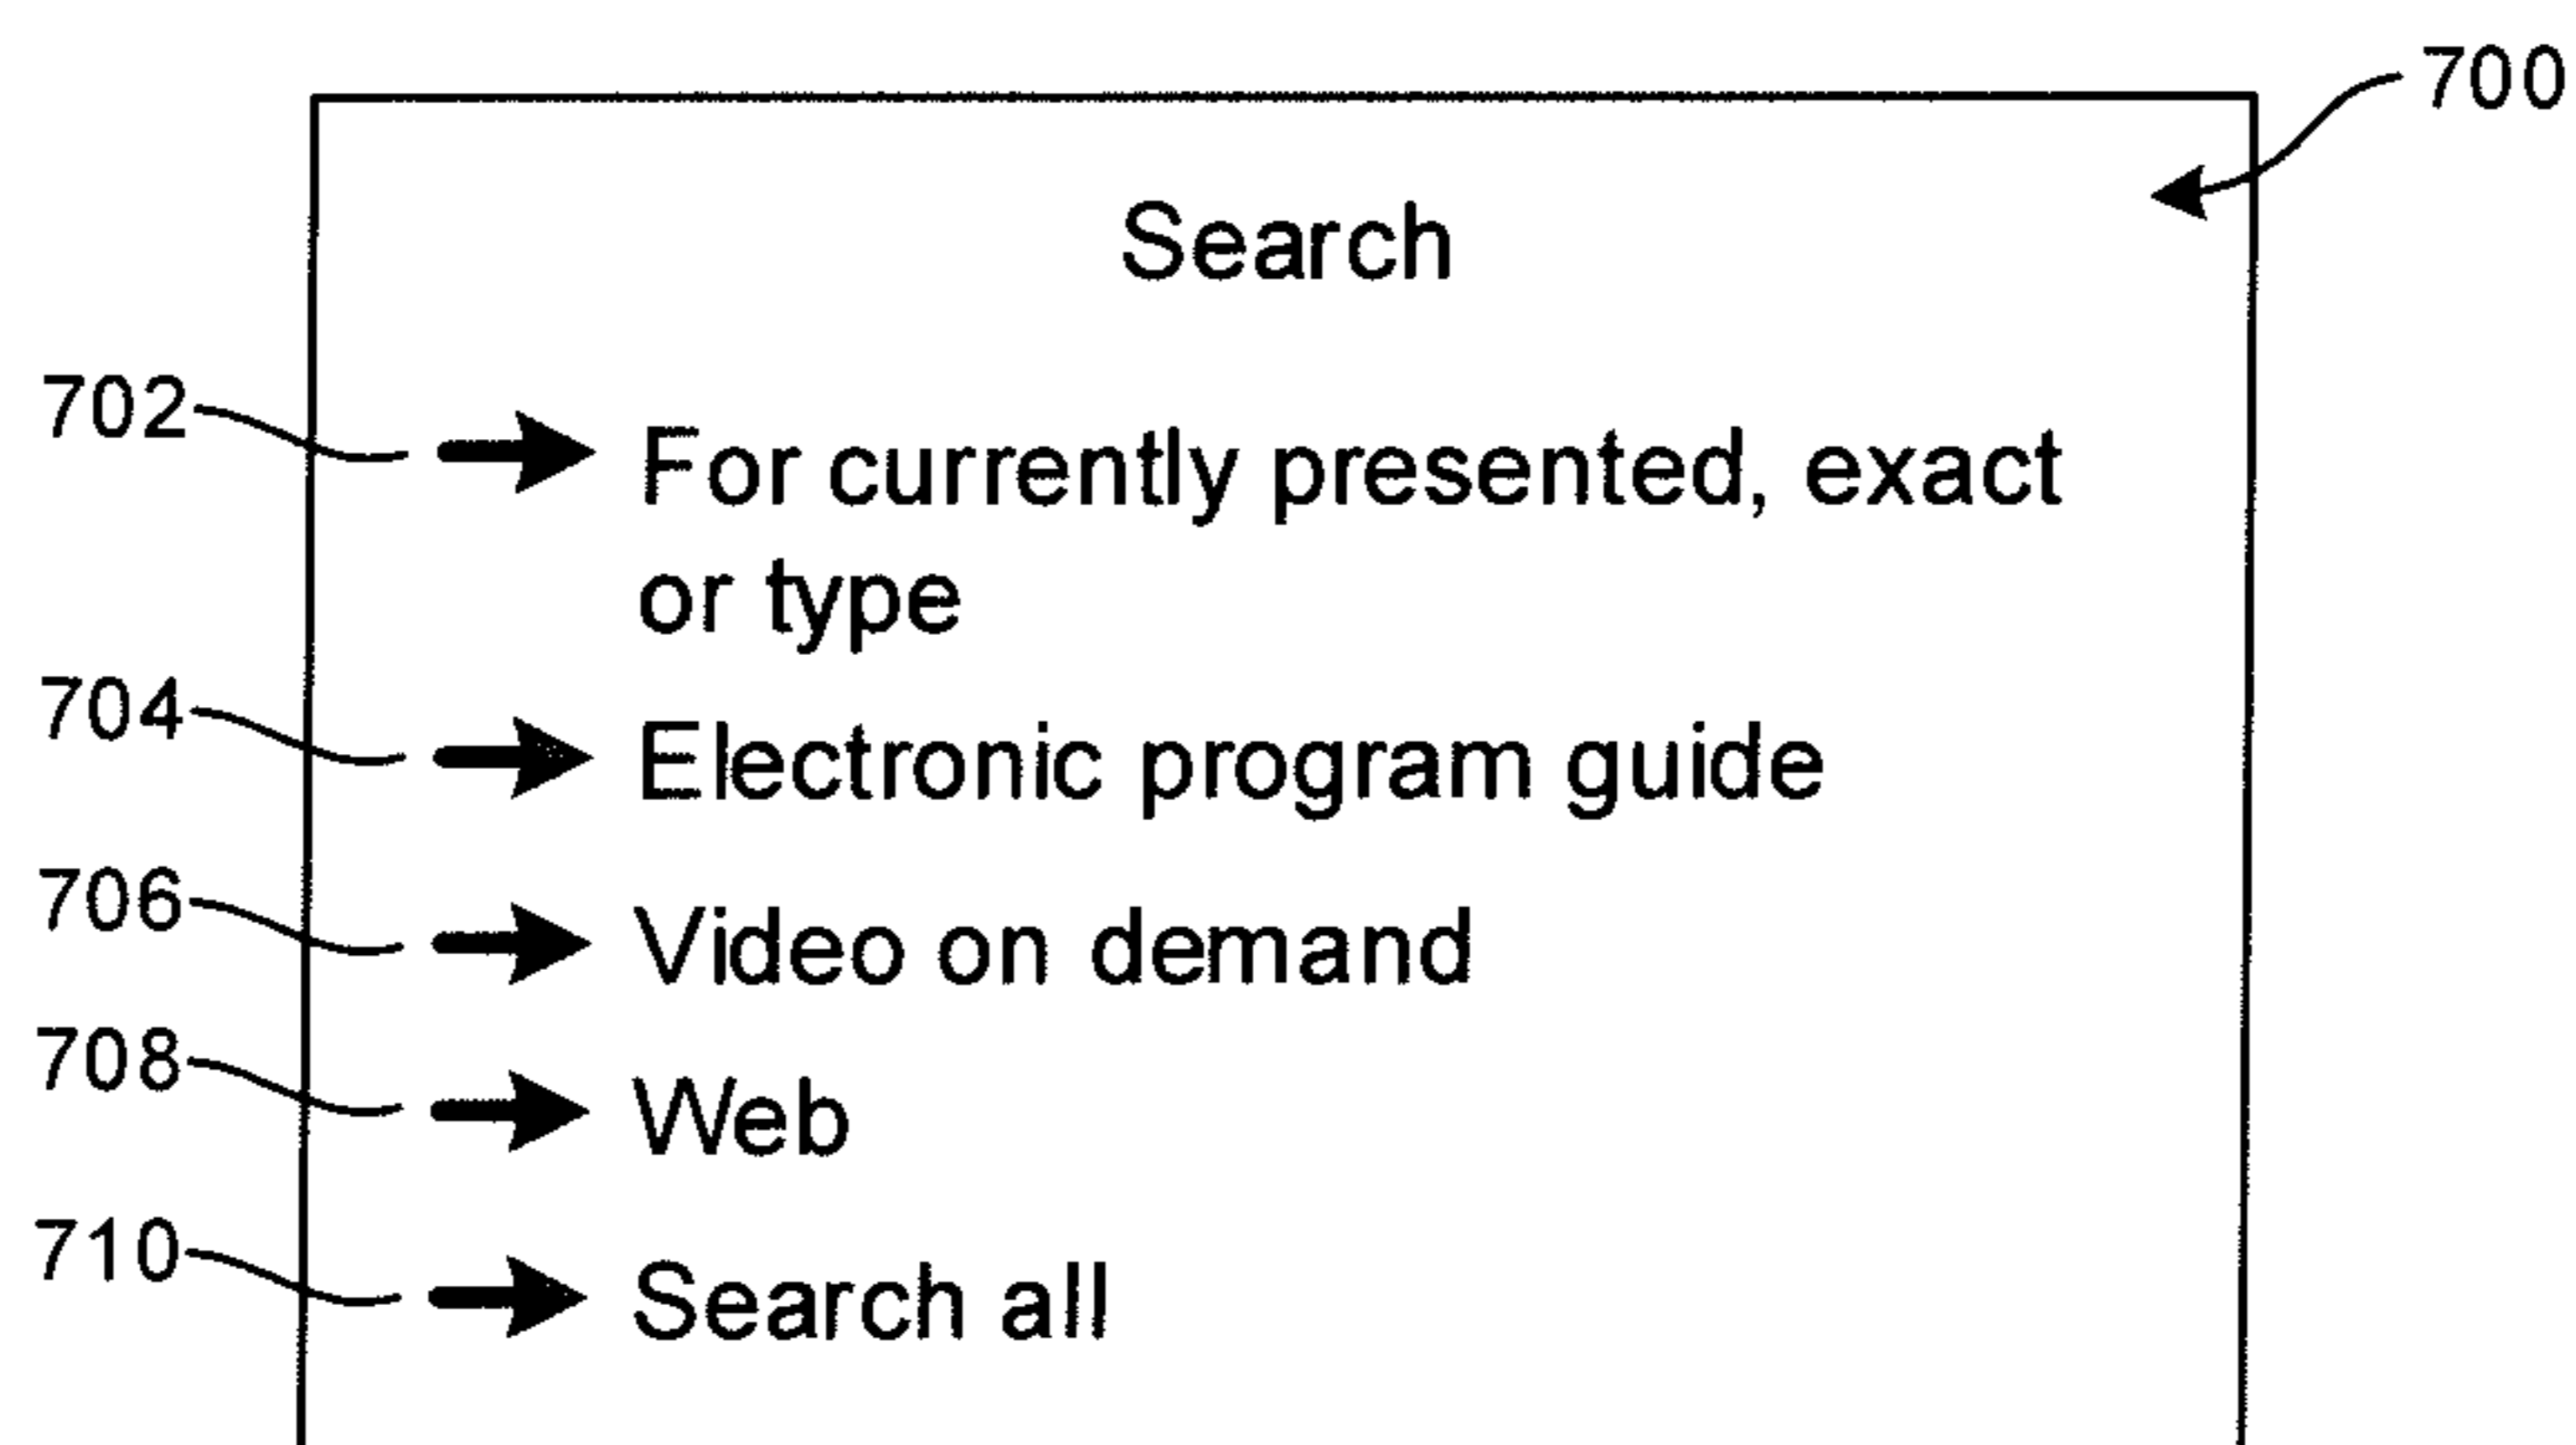 700
Search
702 For currently presented, exact
or type
704 Electronic program guide
706 Video on demand
708 Web
710 Search all